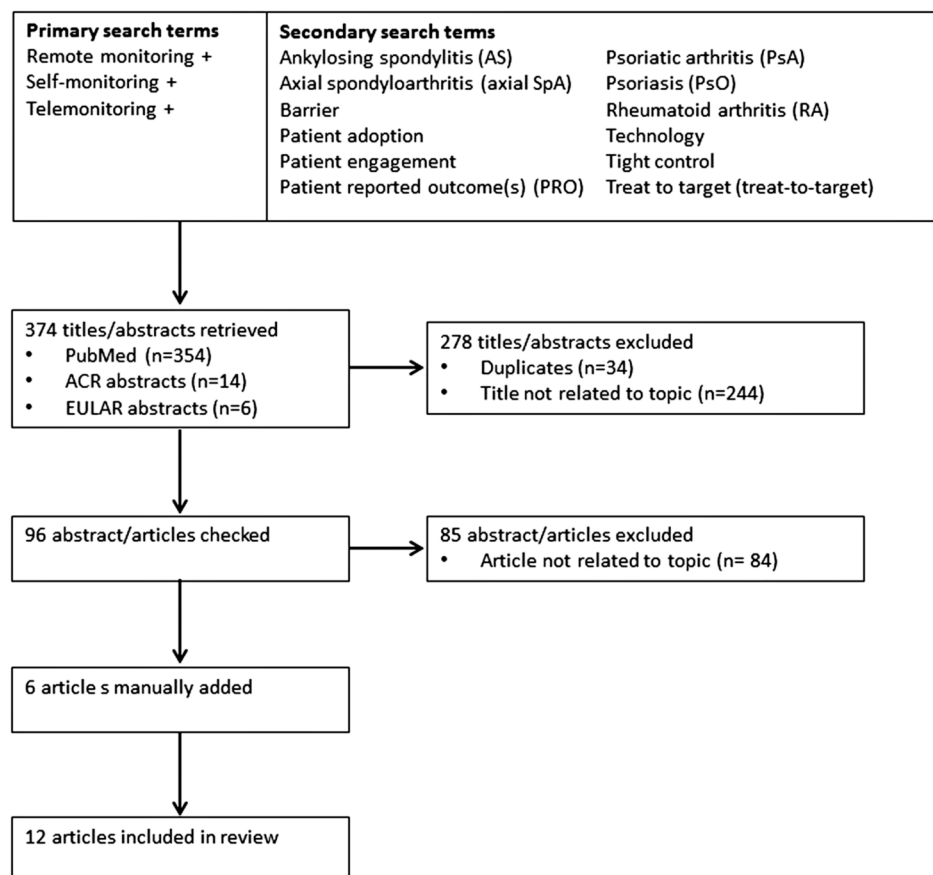 Primary search terms
Remote monitoring +
Self-monitoring +
Telemonitoring +
Secondary search terms
Ankylosing spondylitis (AS)
Axial spondyloarthritis (axial SpA)
Barrier
Patient adoption
Patient engagement
Patient reported outcome(s) (PRO)
Psoriatic arthritis (PsA)
Psoriasis (PsO)
Rheumatoid arthritis (RA)
Technology
Tight control
Treat to target (treat-to-target)
374 titles/abstracts retrieved
• PubMed (n=354)
• ACR abstracts (n=14)
• EULAR abstracts (n=6)
278 titles/abstracts excluded
• Duplicates (n=34)
• Title not related to topic (n=244)
96 abstract/articles checked
85 abstract/articles excluded
• Article not related to topic (n= 84)
6 article s manually added
12 articles included in review